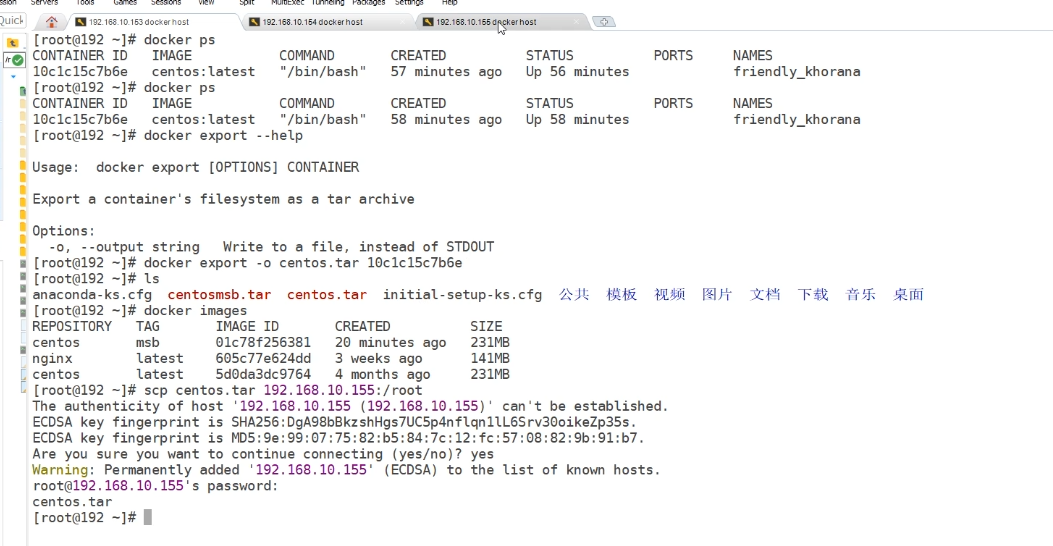 Servers Tools Games Sessions View Split MultiExec Tunneling Packages Settings Help
Quick
192.168.10.153 docker host
192.168.10.154 docker host
192.168.10.155 docker host
[root@192 ~]# docker ps
CONTAINER ID IMAGE COMMAND CREATED STATUS PORTS NAMES
10c1c15c7b6e centos:latest "/bin/bash" 57 minutes ago Up 56 minutes friendly_khorana
[root@192 ~]# docker ps
CONTAINER ID IMAGE COMMAND CREATED STATUS PORTS NAMES
10c1c15c7b6e centos:latest "/bin/bash" 58 minutes ago Up 58 minutes friendly_khorana
[root@192 ~]# docker export --help
Usage: docker export [OPTIONS] CONTAINER
Export a container's filesystem as a tar archive
Options:
-o, --output string Write to a file, instead of STDOUT
[root@192 ~]# docker export -o centos.tar 10c1c15c7b6e
[root@192 ~]# ls
anaconda-ks.cfg centosmsb.tar centos.tar initial-setup-ks.cfg 公共 模板 视频 图片 文档 下载 音乐 桌面
[root@192 ~]# docker images
REPOSITORY TAG IMAGE ID CREATED SIZE
centos msb 01c78f256381 20 minutes ago 231MB
nginx latest 605c77e624dd 3 weeks ago 141MB
centos latest 5d0da3dc9764 4 months ago 231MB
[root@192 ~]# scp centos.tar 192.168.10.155:/root
The authenticity of host '192.168.10.155 (192.168.10.155)' can't be established.
ECDSA key fingerprint is SHA256:DgA98bBkzshHgs7UC5p4nflqn1lL6Srv30oikeZp35s.
ECDSA key fingerprint is MD5:9e:99:07:75:82:b5:84:7c:12:fc:57:08:82:9b:91:b7.
Are you sure you want to continue connecting (yes/no)? yes
Warning: Permanently added '192.168.10.155' (ECDSA) to the list of known hosts.
root@192.168.10.155's password:
centos.tar
[root@192 ~]#